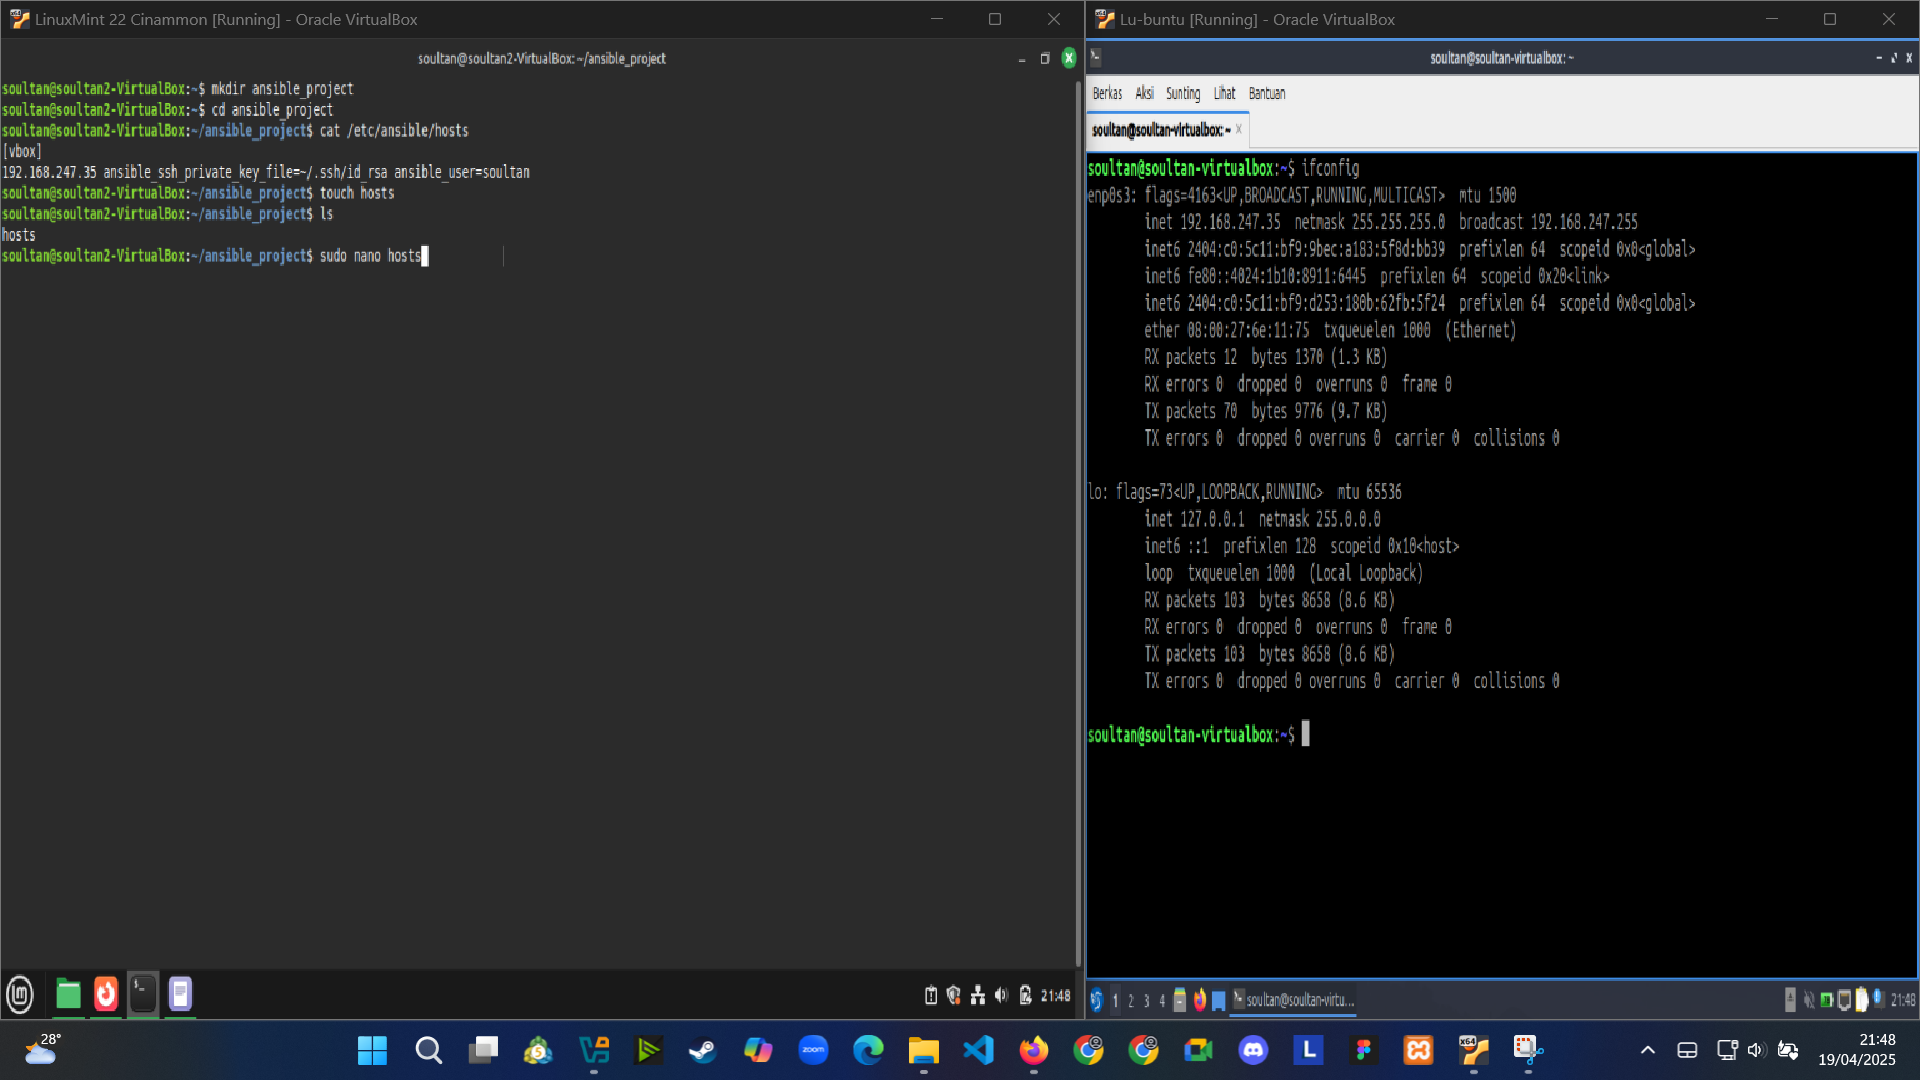 LinuxMint 22 Cinammon [Running] - Oracle VirtualBox
soultan@soultan2-VirtualBox: ~/ansible_project
soultan@soultan2-VirtualBox:~$ mkdir ansible_project
soultan@soultan2-VirtualBox:~$ cd ansible_project
soultan@soultan2-VirtualBox:~/ansible_project$ cat /etc/ansible/hosts
[vbox]
192.168.247.35 ansible_ssh_private_key_file=~/.ssh/id_rsa ansible_user=soultan
soultan@soultan2-VirtualBox:~/ansible_project$ touch hosts
soultan@soultan2-VirtualBox:~/ansible_project$ ls
hosts
soultan@soultan2-VirtualBox:~/ansible_project$ sudo nano hosts
21:48
Lu-buntu [Running] - Oracle VirtualBox
soultan@soultan-virtualbox: ~
Berkas Aksi Sunting Lihat Bantuan
soultan@soultan-virtualbox: ~
soultan@soultan-virtualbox:~$ ifconfig
enp0s3: flags=4163<UP,BROADCAST,RUNNING,MULTICAST>  mtu 1500
inet 192.168.247.35  netmask 255.255.255.0  broadcast 192.168.247.255
inet6 2404:c0:5c11:bf9:9bec:a183:5f8d:bb39  prefixlen 64  scopeid 0x0<global>
inet6 fe80::4024:1b10:8911:6445  prefixlen 64  scopeid 0x20<link>
inet6 2404:c0:5c11:bf9:d253:180b:62fb:5f24  prefixlen 64  scopeid 0x0<global>
ether 08:00:27:6e:11:75  txqueuelen 1000  (Ethernet)
RX packets 12  bytes 1370 (1.3 KB)
RX errors 0  dropped 0  overruns 0  frame 0
TX packets 70  bytes 9776 (9.7 KB)
TX errors 0  dropped 0 overruns 0  carrier 0  collisions 0
lo: flags=73<UP,LOOPBACK,RUNNING>  mtu 65536
inet 127.0.0.1  netmask 255.0.0.0
inet6 ::1  prefixlen 128  scopeid 0x10<host>
loop  txqueuelen 1000  (Local Loopback)
RX packets 103  bytes 8658 (8.6 KB)
RX errors 0  dropped 0  overruns 0  frame 0
TX packets 103  bytes 8658 (8.6 KB)
TX errors 0  dropped 0 overruns 0  carrier 0  collisions 0
soultan@soultan-virtualbox:~$
1 2 3 4 soultan@soultan-virtu... 21:48
28°
zoom
L
x64
21:48
19/04/2025